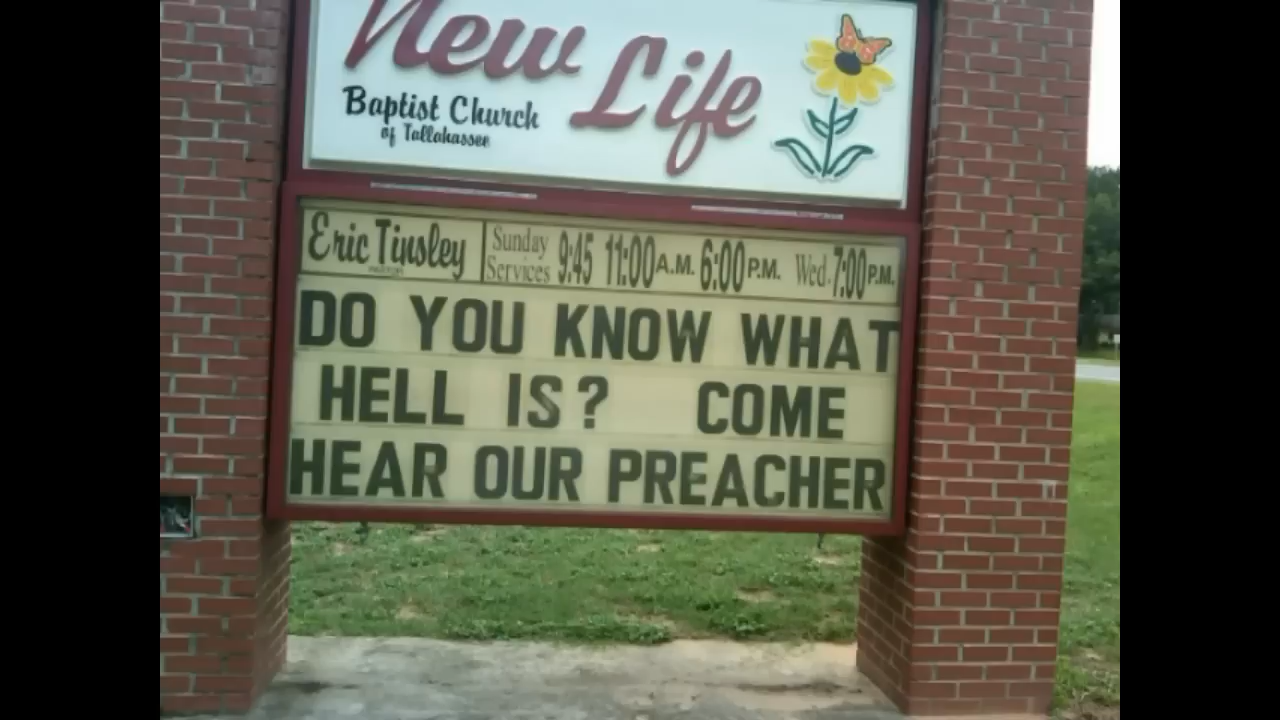 New Life
Baptist Church
of Tallahassee
Eric Tinsley Sunday Services 9:45 11:00 A.M. 6:00 P.M. Wed. 7:00 P.M.
PASTOR
DO YOU KNOW WHAT
HELL IS? COME
HEAR OUR PREACHER